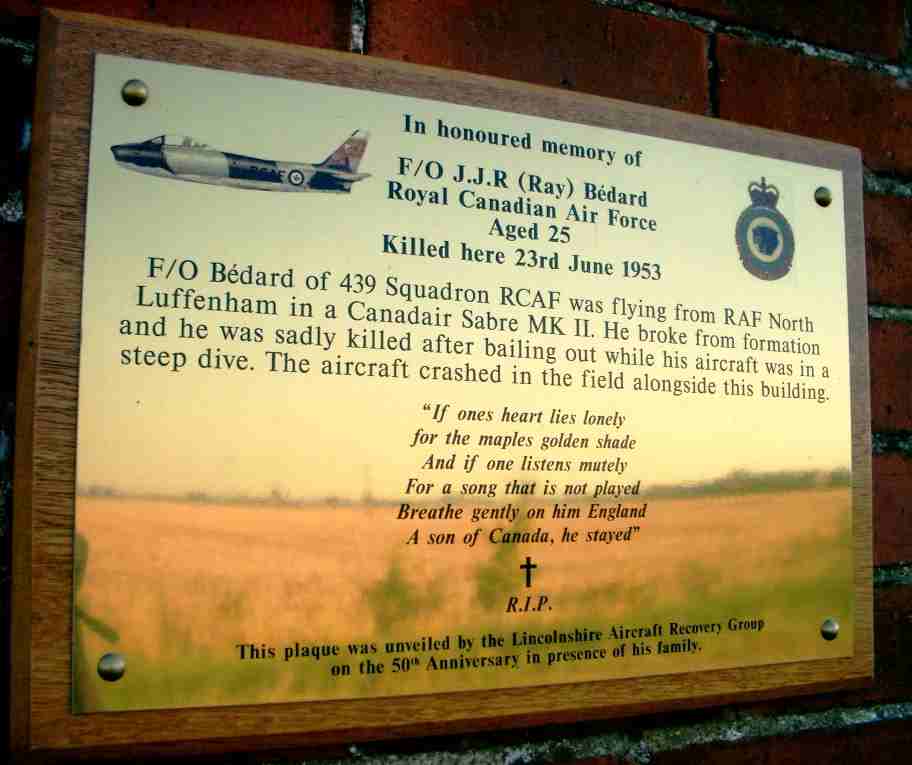 In honoured memory of
F/O J.J.R (Ray) Bédard
Royal Canadian Air Force
Aged 25
Killed here 23rd June 1953
F/O Bédard of 439 Squadron RCAF was flying from RAF North
Luffenham in a Canadair Sabre MK II. He broke from formation
and he was sadly killed after bailing out while his aircraft was in a
steep dive. The aircraft crashed in the field alongside this building.
“If ones heart lies lonely
for the maples golden shade
And if one listens mutely
For a song that is not played
Breathe gently on him England
A son of Canada, he stayed”
R.I.P.
This plaque was unveiled by the Lincolnshire Aircraft Recovery Group
on the 50th Anniversary in presence of his family.